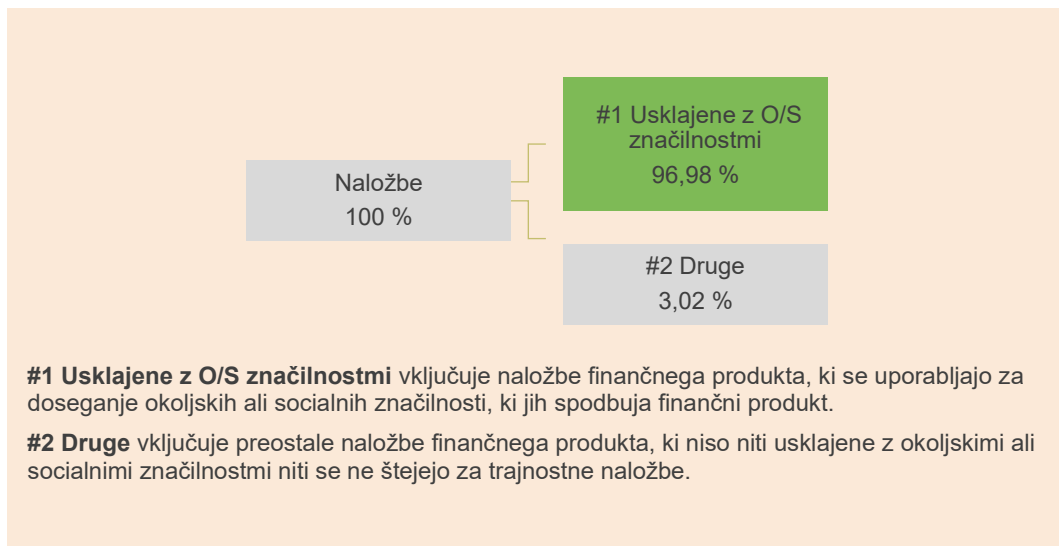 #1 Usklajene z O/S
značilnostmi
96,98 %
Naložbe
100 %
#2 Druge
3,02 %
#1 Usklajene z O/S značilnostmi vključuje naložbe finančnega produkta, ki se uporabljajo za
doseganje okoljskih ali socialnih značilnosti, ki jih spodbuja finančni produkt.
#2 Druge vključuje preostale naložbe finančnega produkta, ki niso niti usklajene z okoljskimi ali
socialnimi značilnostmi niti se ne štejejo za trajnostne naložbe.